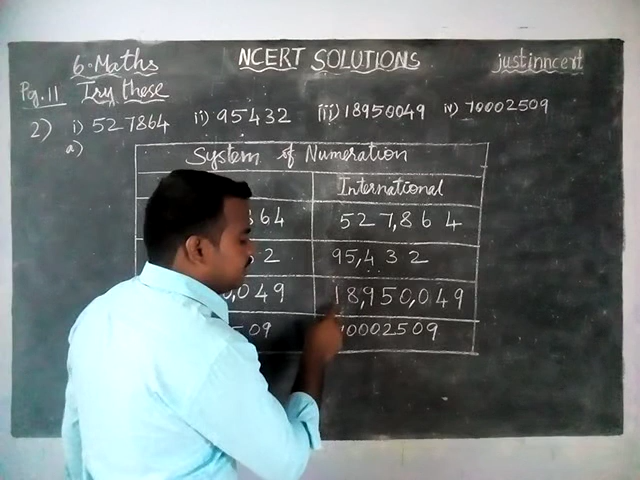 6. Maths NCERT SOLUTIONS justinncert
Pg. 11 Try these
2) i) 527864 ii) 95432 iii) 18950049 iv) 70002509
a)
System of Numeration
International
64 527,864
2 95,432
0,049 18,950,049
509 70002509